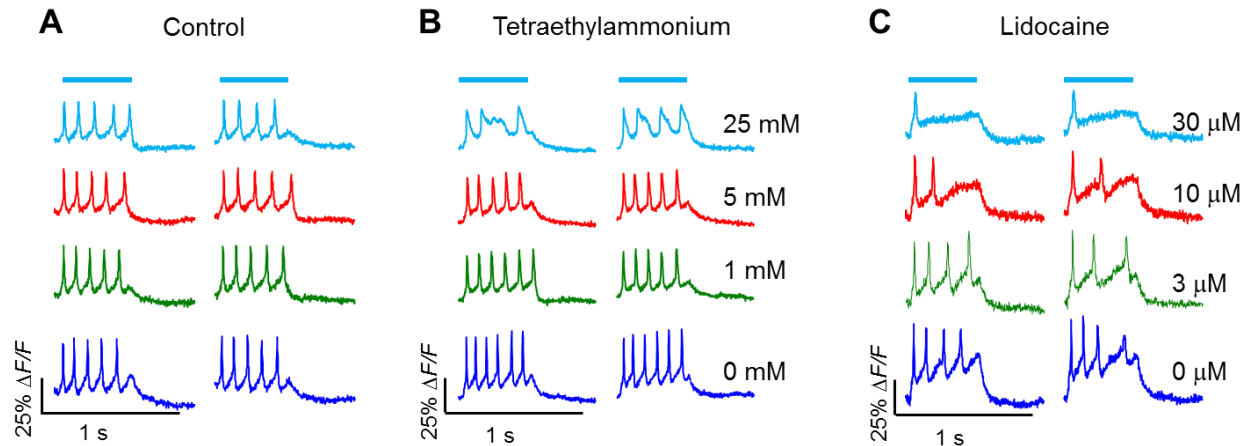 A Control
B Tetraethylammonium
C Lidocaine
25 mM
5 mM
1 mM
0 mM
30 μM
10 μM
3 μM
0 μM
25% ΔF/F
1 s
25% ΔF/F
1 s
25% ΔF/F
1 s